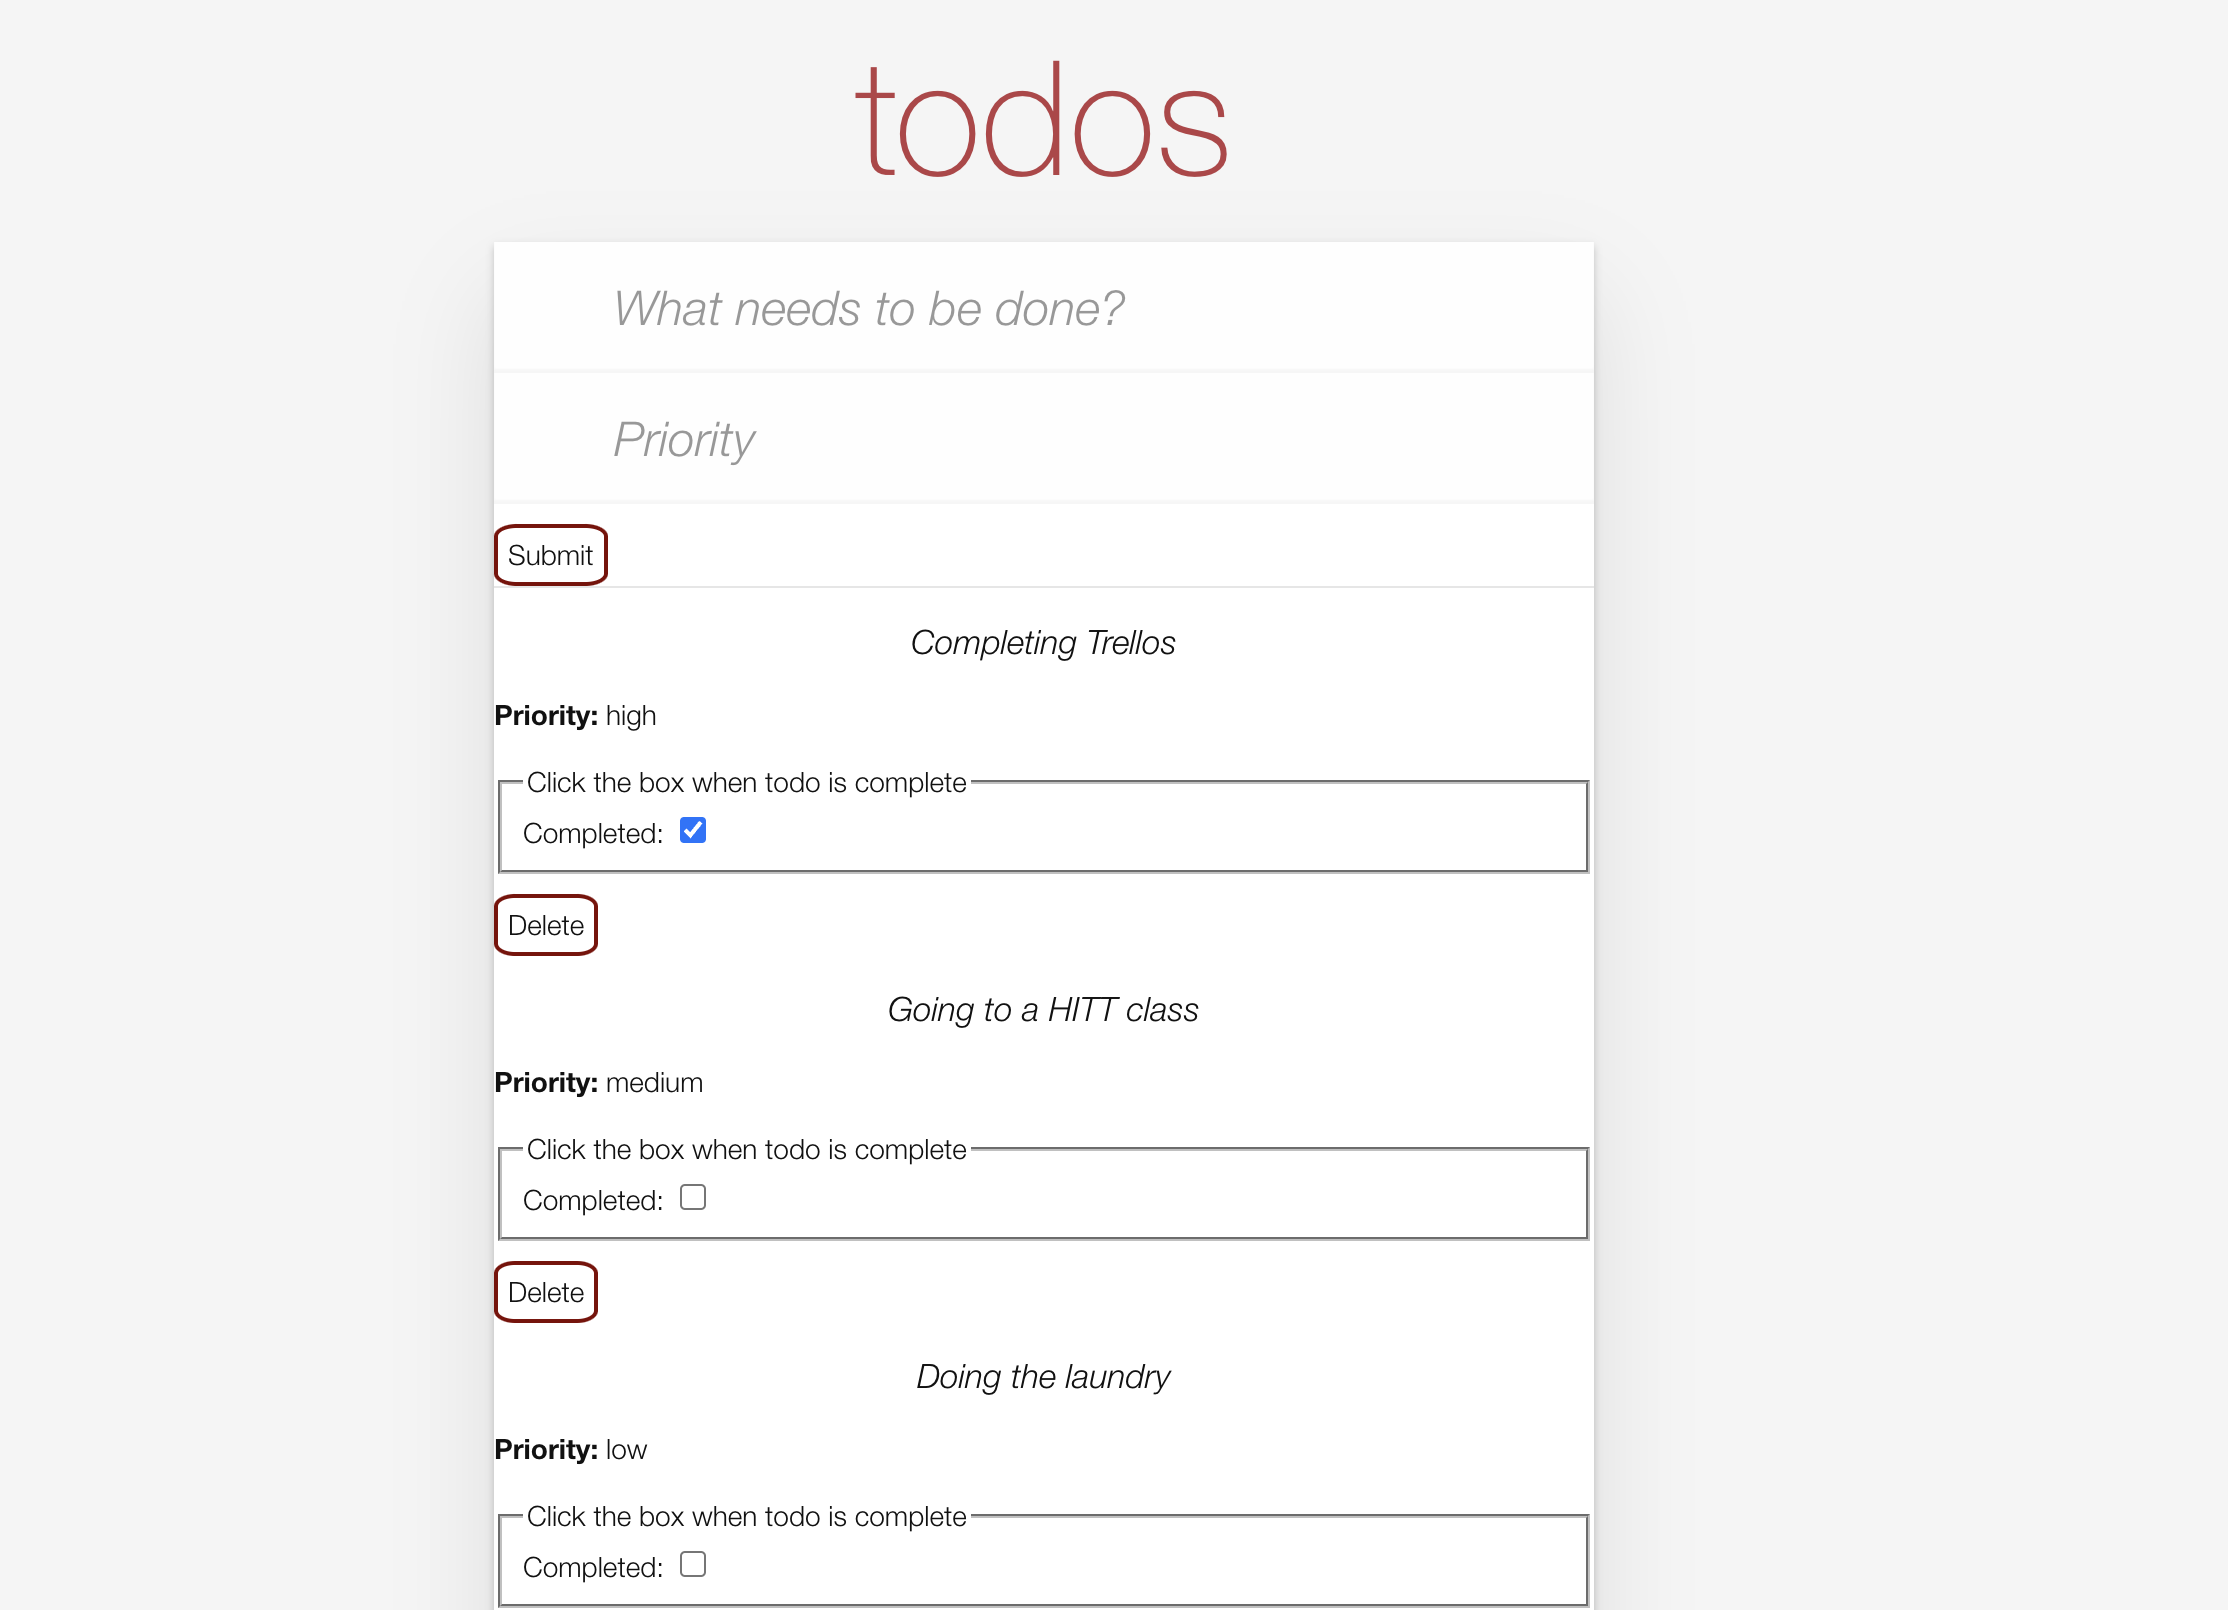 todos
What needs to be done?
Priority
Submit
Completing Trellos
Priority: high
Click the box when todo is complete
Completed:
Delete
Going to a HITT class
Priority: medium
Click the box when todo is complete
Completed:
Delete
Doing the laundry
Priority: low
Click the box when todo is complete
Completed: